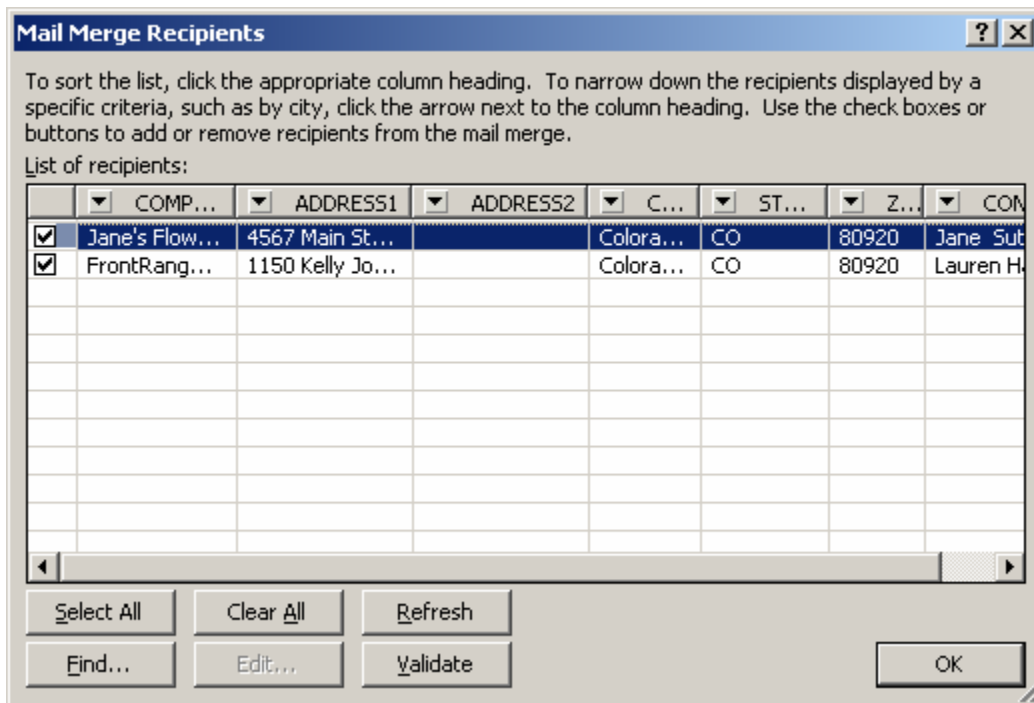 Mail Merge Recipients
To sort the list, click the appropriate column heading. To narrow down the recipients displayed by a
specific criteria, such as by city, click the arrow next to the column heading. Use the check boxes or
buttons to add or remove recipients from the mail merge.
List of recipients:
COMP... ADDRESS1 ADDRESS2 C... ST... Z... CON
Jane's Flow... 4567 Main St... Colora... CO 80920 Jane Sut
FrontRang... 1150 Kelly Jo... Colora... CO 80920 Lauren Ha
Select All Clear All Refresh
Find... Edit... Validate OK